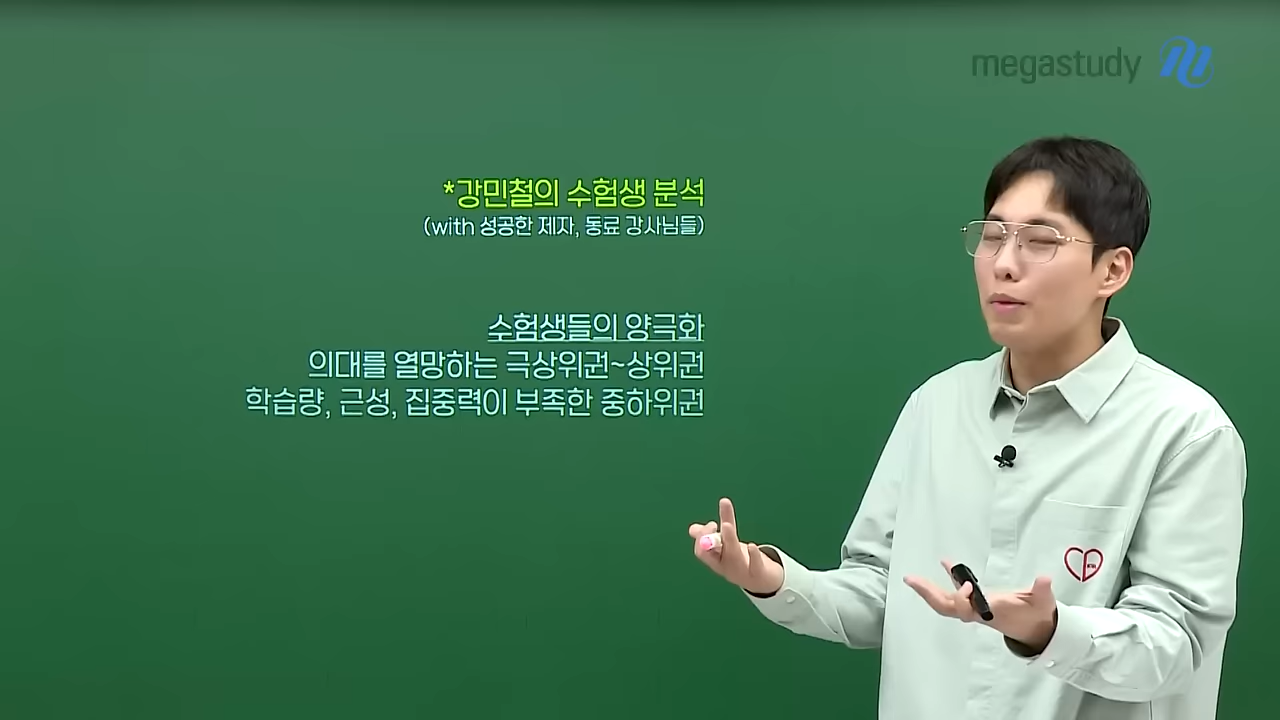 megastudy
*강민철의 수험생 분석
(with 성공한 제자, 동료 강사님들)
수험생들의 양극화
의대를 열망하는 극상위권~상위권
학습량, 근성, 집중력이 부족한 중하위권